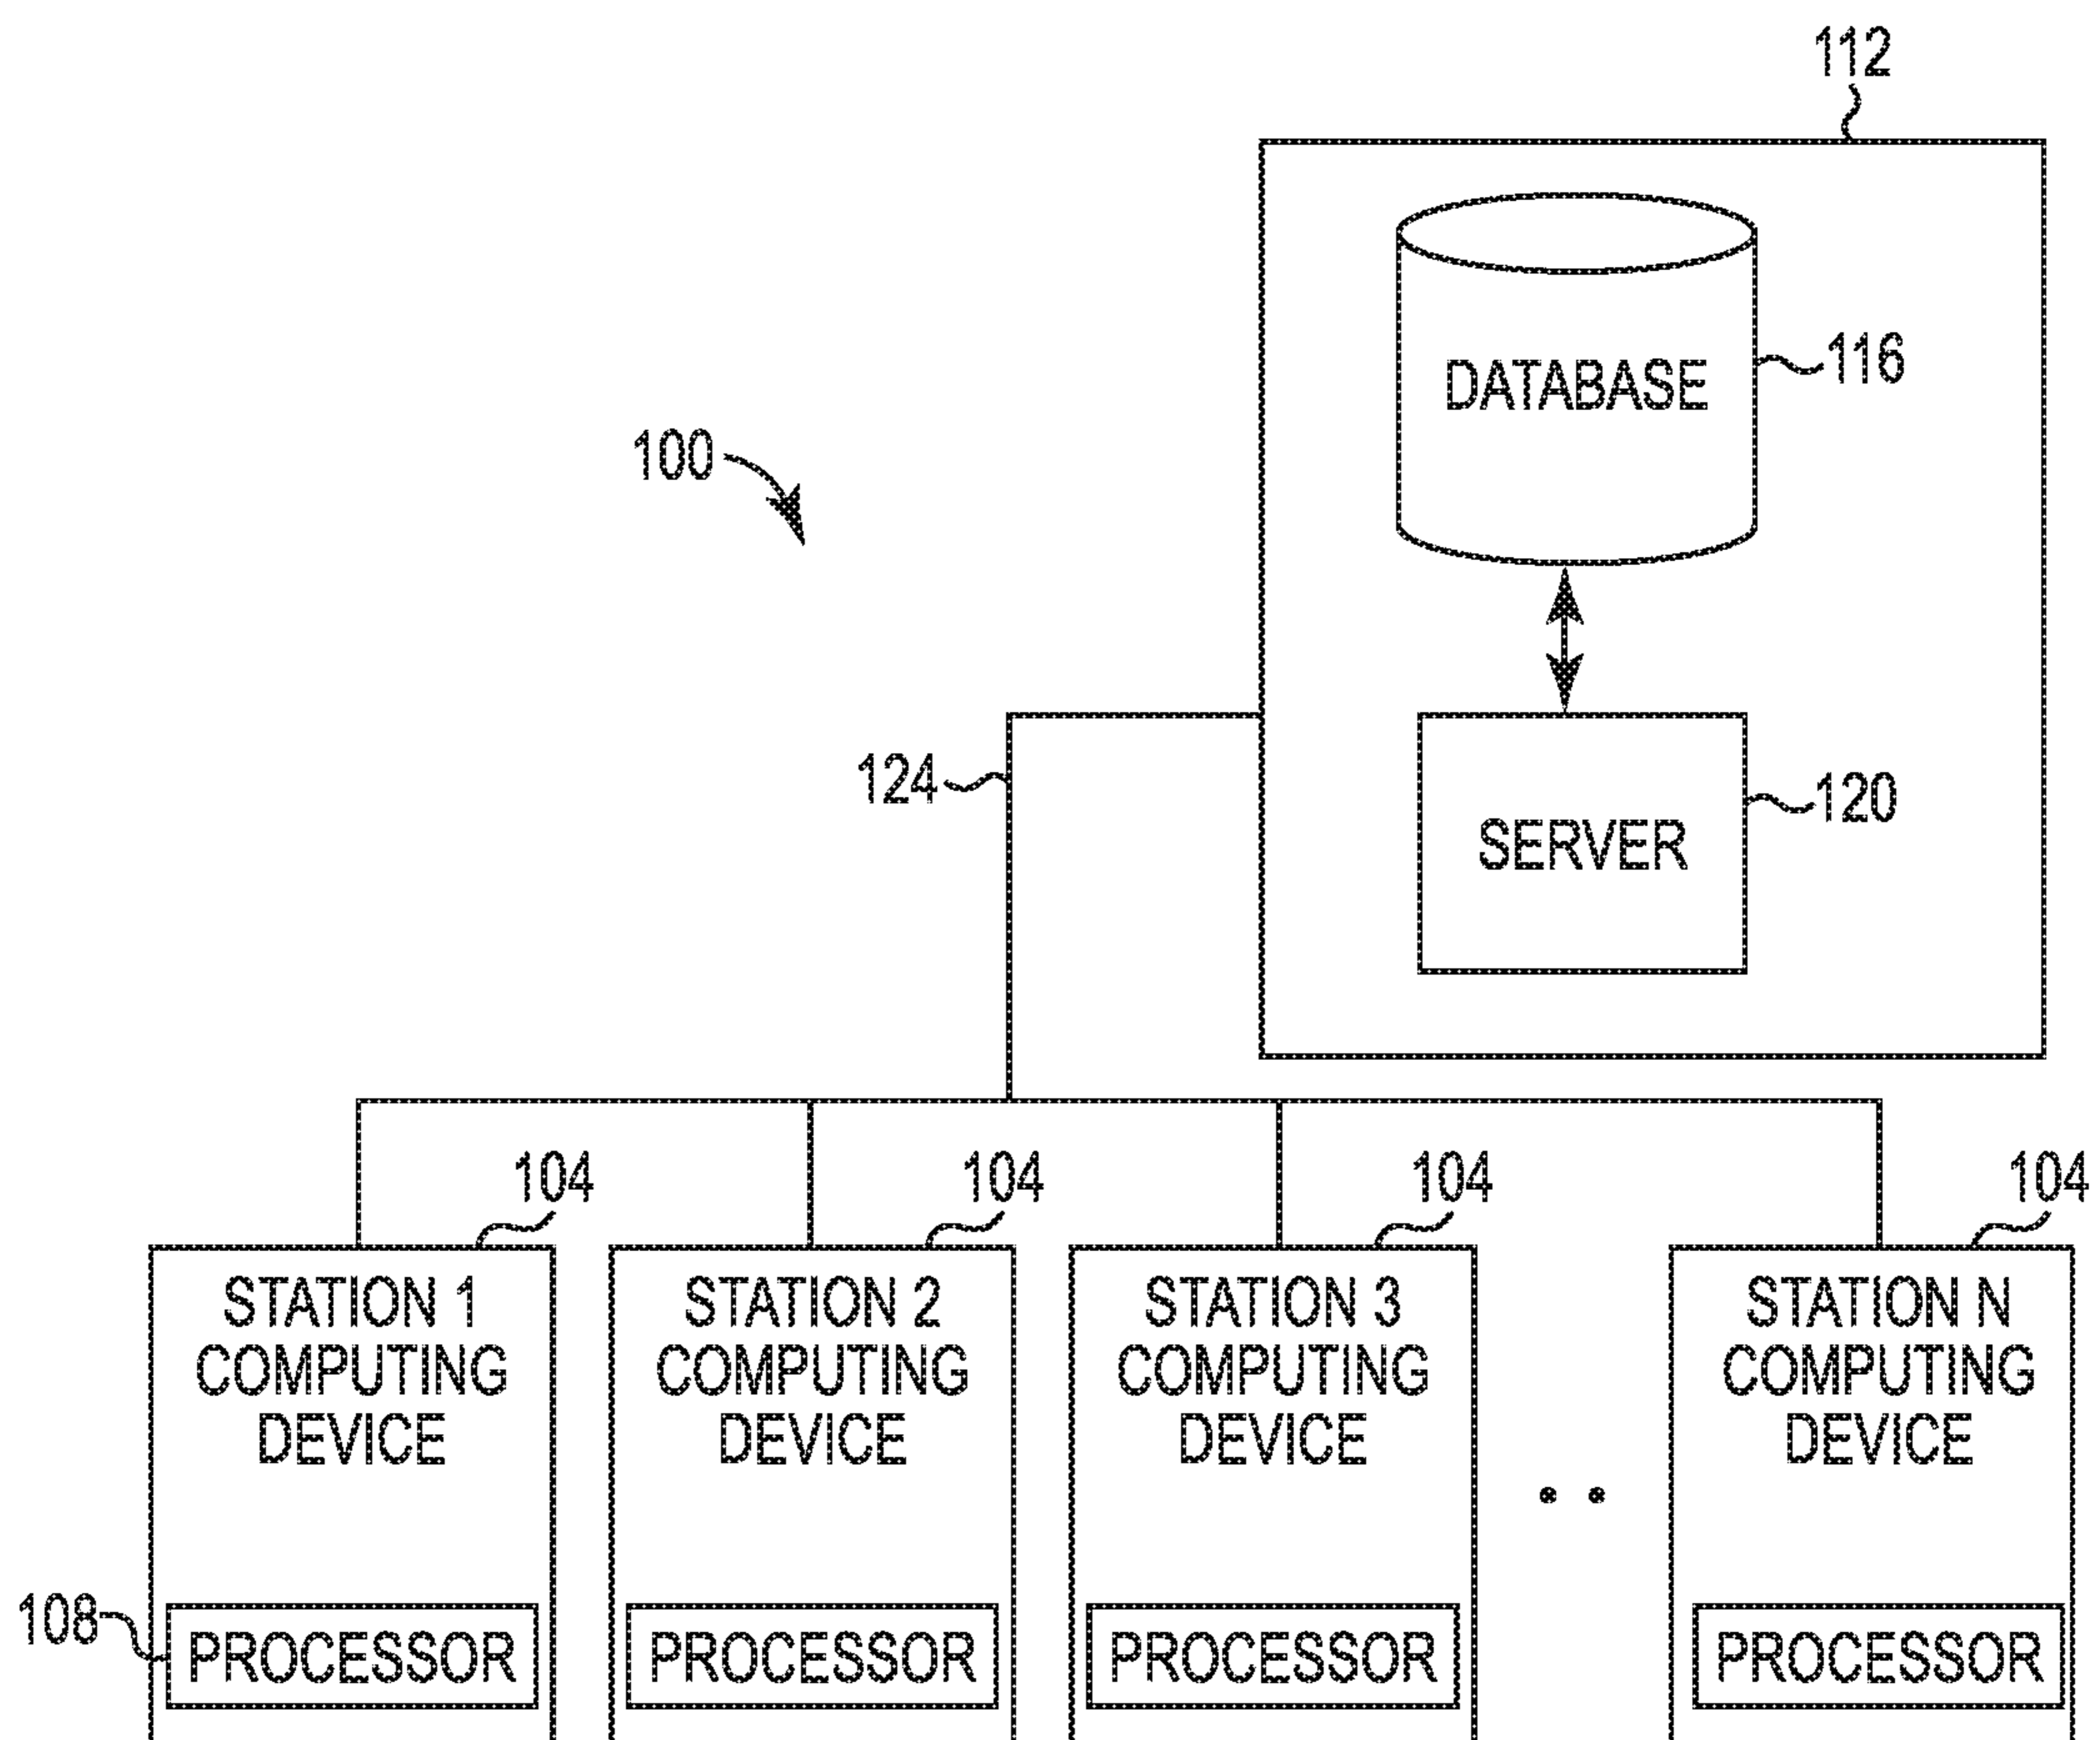 112
DATABASE
116
100
124
SERVER
120
104
104
104
104
STATION 1
COMPUTING
DEVICE
STATION 2
COMPUTING
DEVICE
STATION 3
COMPUTING
DEVICE
STATION N
COMPUTING
DEVICE
108
PROCESSOR
PROCESSOR
PROCESSOR
PROCESSOR